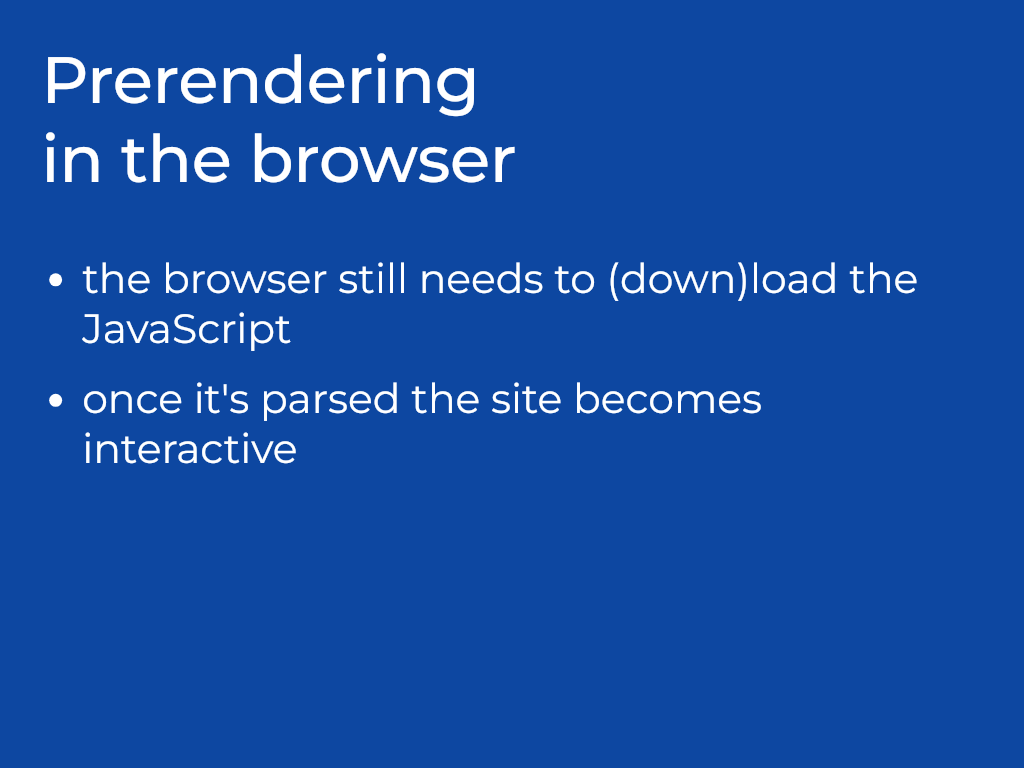 Prerendering
in the browser
• the browser still needs to (down)load the
JavaScript
• once it's parsed the site becomes
interactive